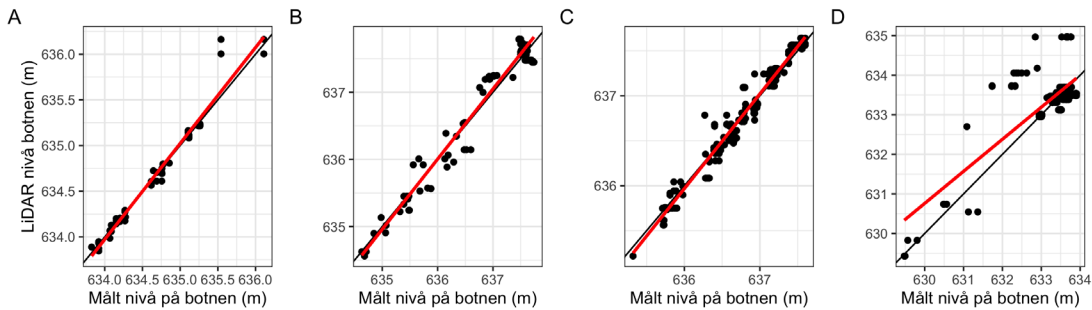 A
B
C
D
LiDAR nivå botnen (m)
636.0
635.5
635.0
634.5
634.0
634.0 634.5 635.0 635.5 636.0
Målt nivå på botnen (m)
637
636
635
635 636 637
Målt nivå på botnen (m)
637
636
636 637
Målt nivå på botnen (m)
635
634
633
632
631
630
630 631 632 633 634
Målt nivå på botnen (m)